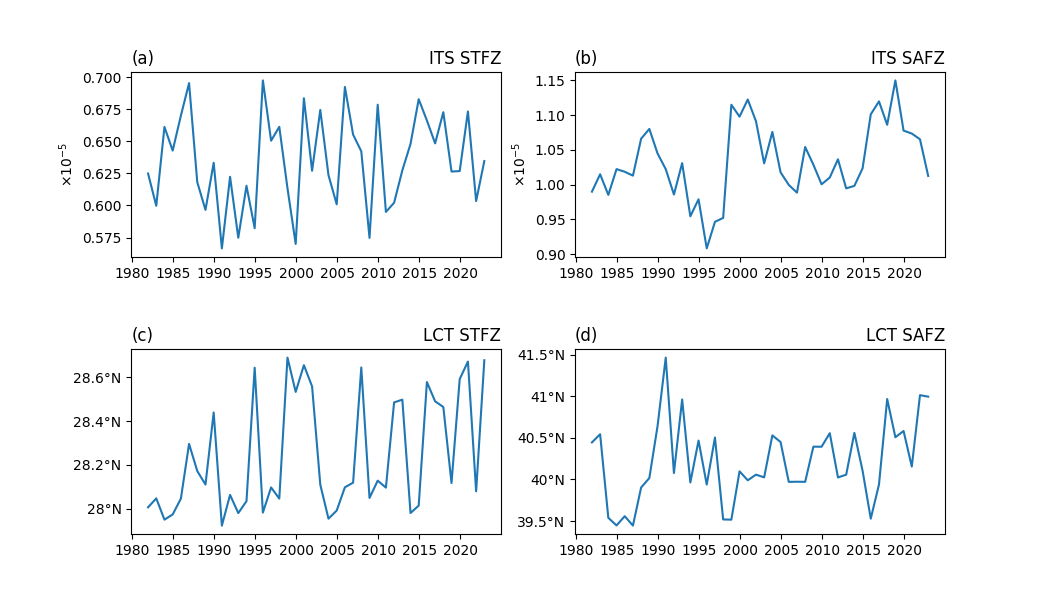 (a) ITS STFZ
×10⁻⁵
0.700
0.675
0.650
0.625
0.600
0.575
1980 1985 1990 1995 2000 2005 2010 2015 2020
(b) ITS SAFZ
×10⁻⁵
1.15
1.10
1.05
1.00
0.95
0.90
1980 1985 1990 1995 2000 2005 2010 2015 2020
(c) LCT STFZ
28.6°N
28.4°N
28.2°N
28°N
1980 1985 1990 1995 2000 2005 2010 2015 2020
(d) LCT SAFZ
41.5°N
41°N
40.5°N
40°N
39.5°N
1980 1985 1990 1995 2000 2005 2010 2015 2020